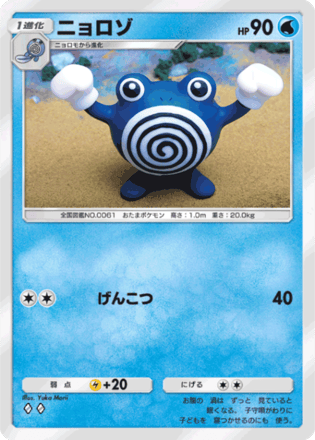 1進化
ニョロゾ
HP90
ニョロモから進化
全国図鑑NO.0061 おたまポケモン 高さ:1.0m 重さ:20.0kg
げんこつ 40
弱点 +20 にげる
Illus. Yuka Morii
お腹の 渦は ずっと 見ていると
眠くなる。 子守唄がわりに
子どもを 寝つかせるときに 使う。